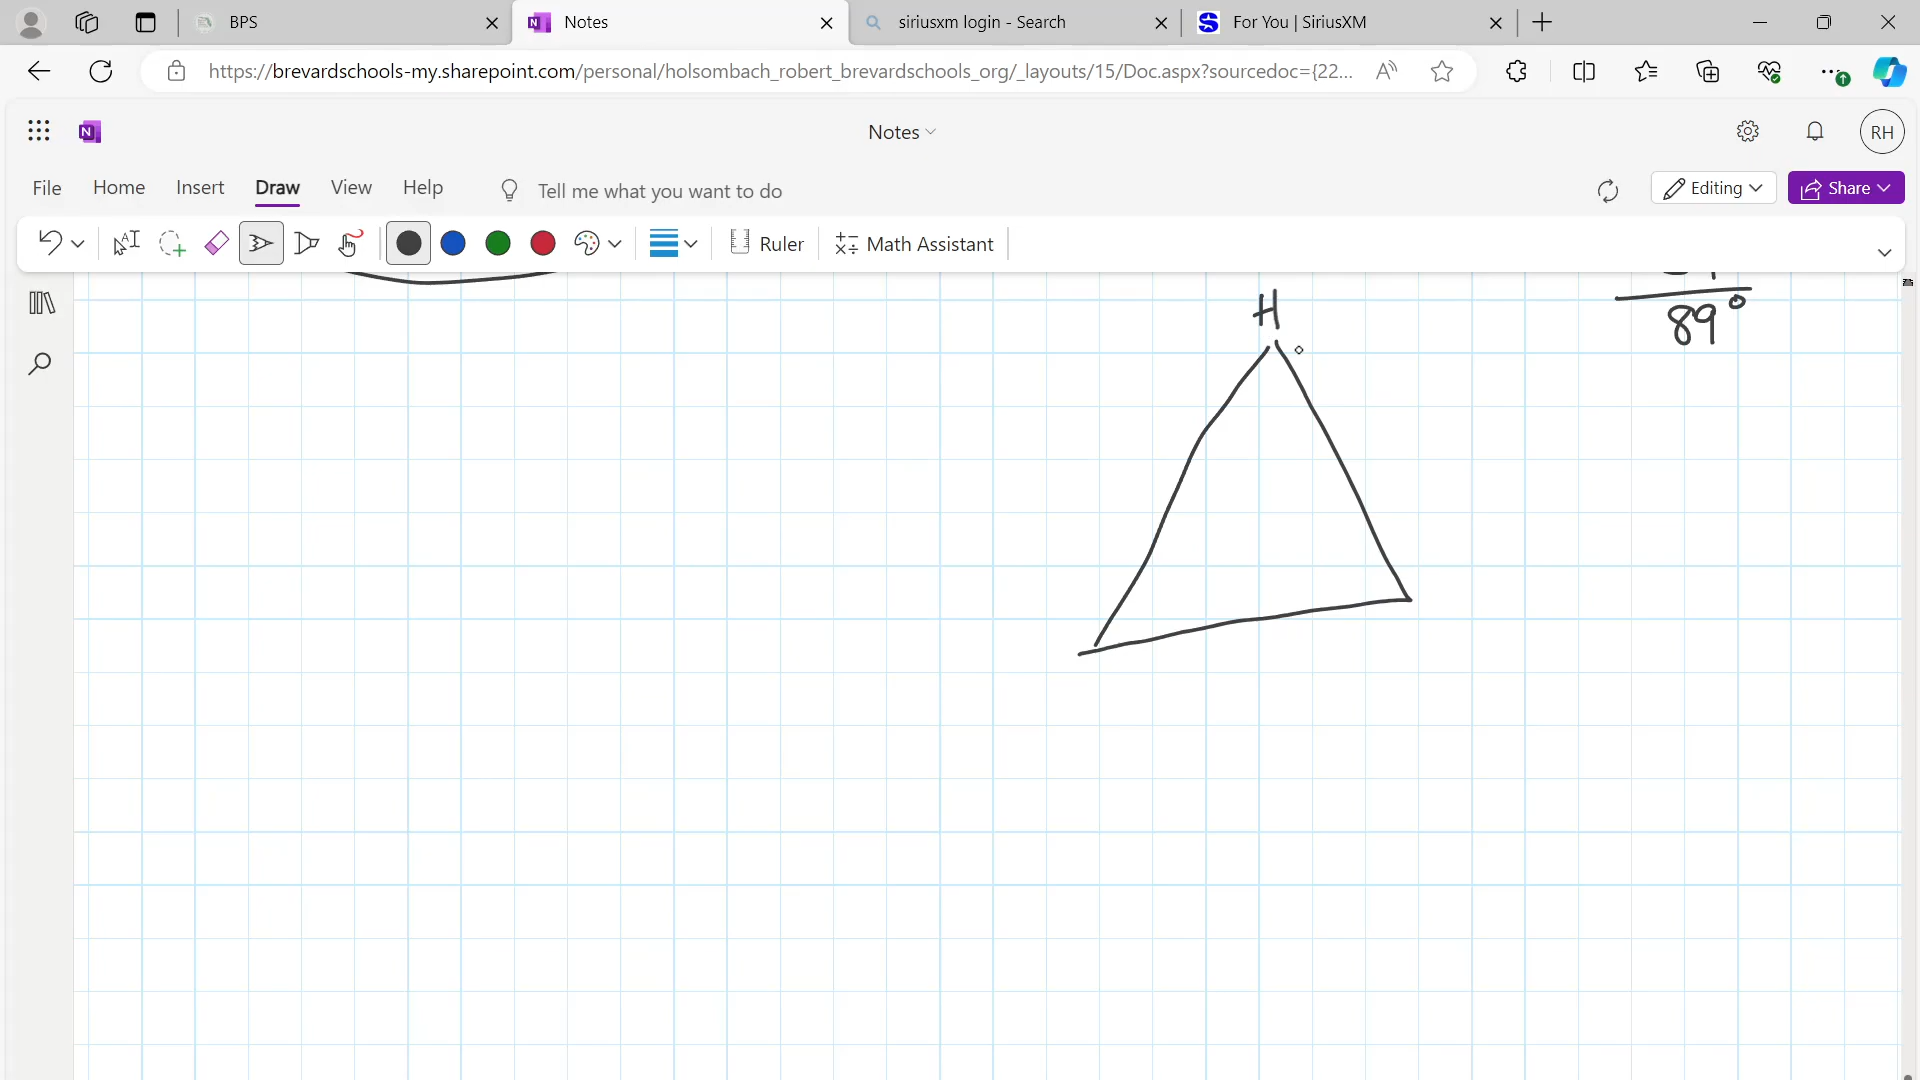 BPS
Notes
siriusxm login - Search
For You | SiriusXM
https://brevardschools-my.sharepoint.com/personal/holsombach_robert_brevardschools_org/_layouts/15/Doc.aspx?sourcedoc={22...
Notes
RH
File Home Insert Draw View Help Tell me what you want to do
Editing
Share
Ruler
Math Assistant
H
89°